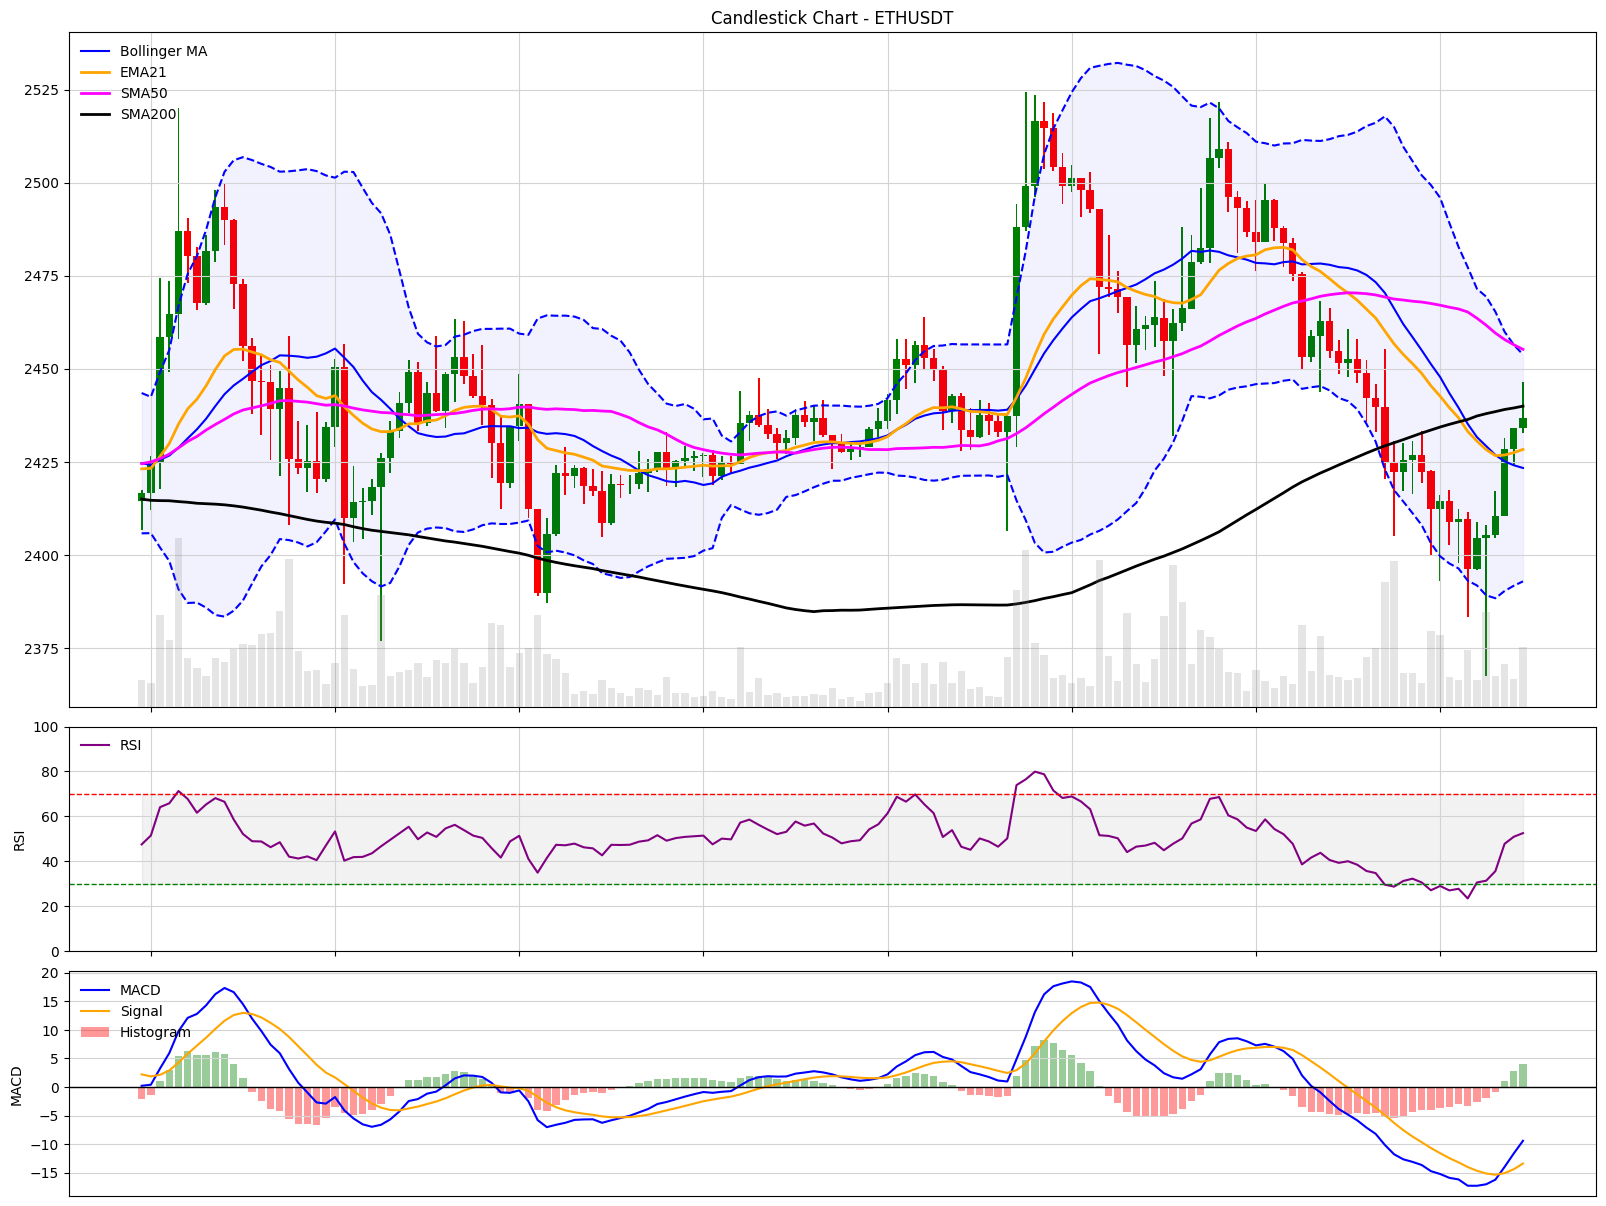 Candlestick Chart - ETHUSDT
Bollinger MA
EMA21
SMA50
SMA200
2525
2500
2475
2450
2425
2400
2375
RSI
100
80
60
40
20
0
RSI
MACD
Signal
Histogram
20
15
10
5
0
−5
−10
−15
MACD